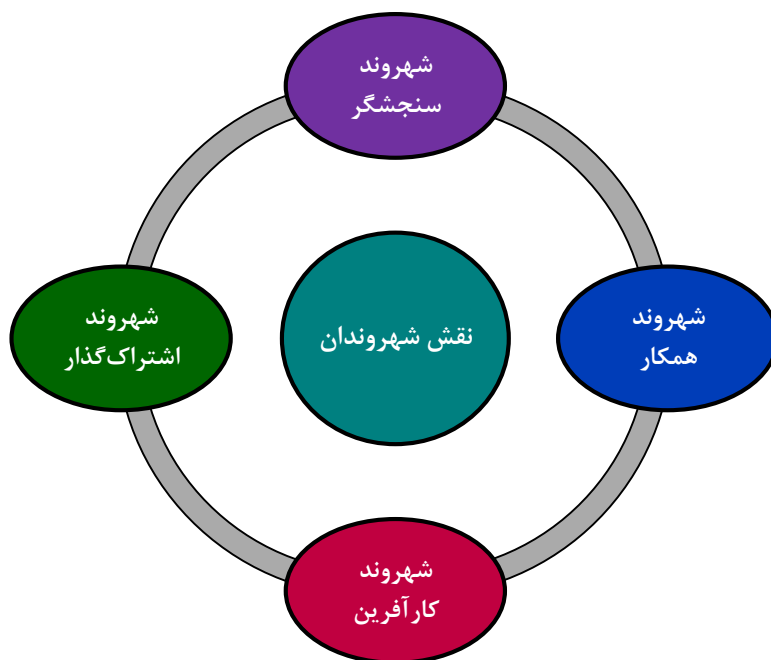 شهروند
سنجشگر
شهروند
همکار
نقش شهروندان
شهروند
اشتراک‌گذار
شهروند
کارآفرین